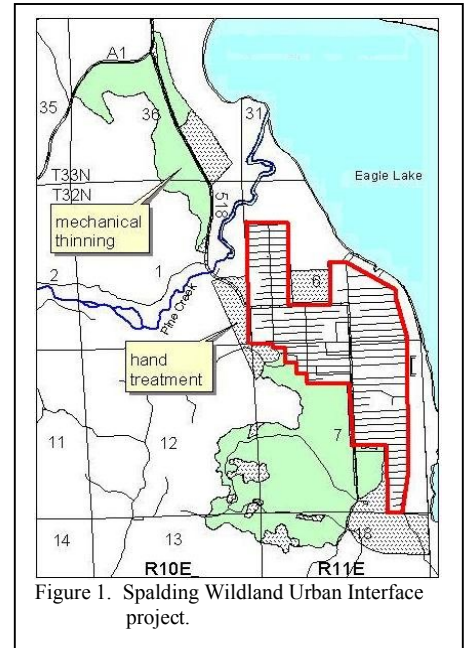 A1
35
36
31
T33N
T32N
Eagle Lake
mechanical
thinning
518
2
1
6
Pine Creek
hand
treatment
7
11
12
14
13
18
R10E
R11E
Figure 1. Spalding Wildland Urban Interface
project.